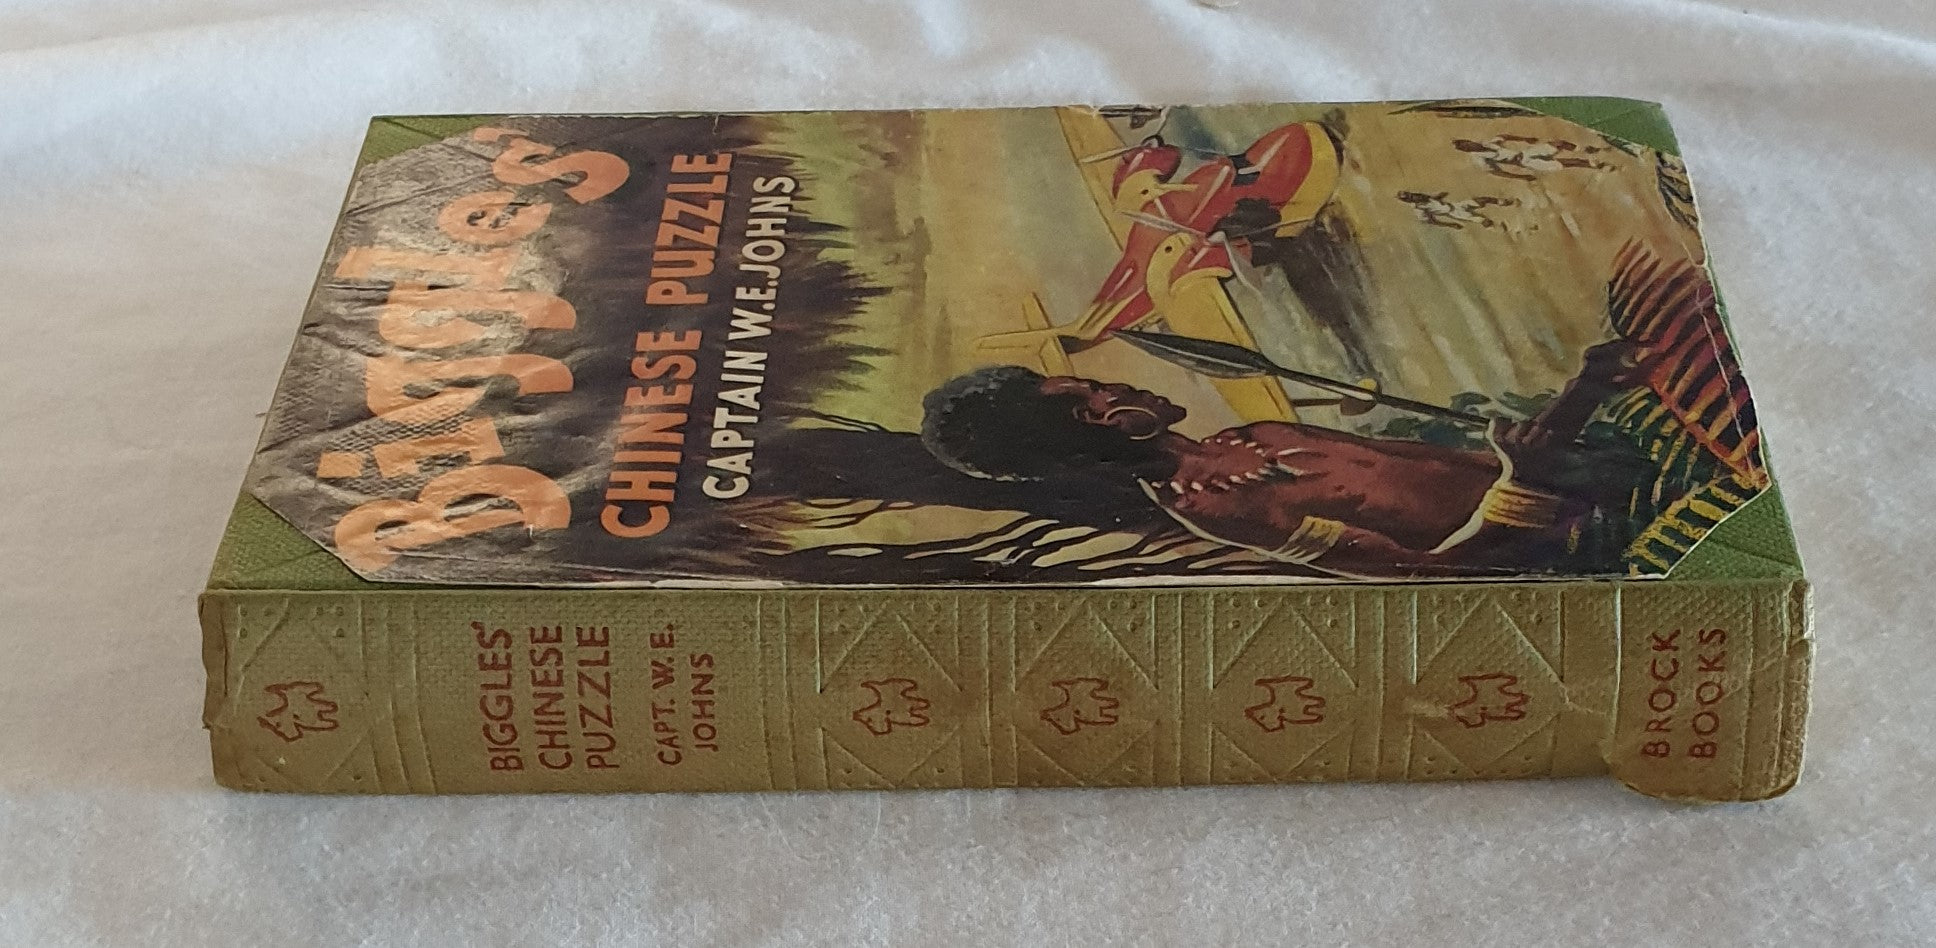 Biggles'
CHINESE PUZZLE
CAPTAIN W.E.JOHNS
BIGGLES'
CHINESE
PUZZLE
CAPT. W. E.
JOHNS
BROCK
BOOKS